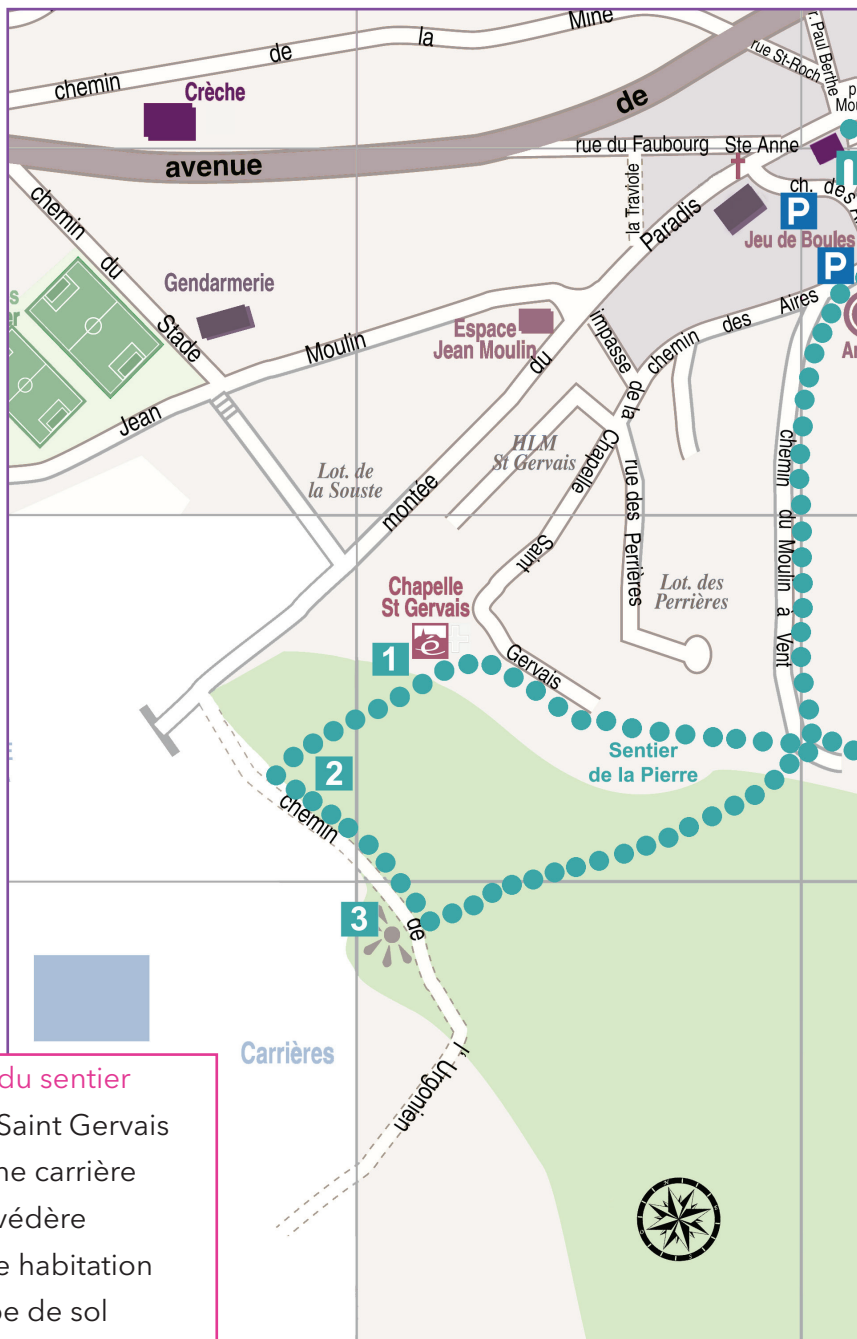 Mine
la
de
chemin
rue St-Roch
r. Paul Berthe
Crèche
de
avenue
rue du Faubourg
Ste Anne
la Traviole
Paradis
ch. des
P
Jeu de Boules
P
chemin
du
Stade
Gendarmerie
Moulin
Jean
Espace
Jean Moulin
du
impasse
de la
Chapelle
Saint
Gervais
chemin
des
Aires
HLM
St Gervais
Lot. de
la Souste
montée
rue des Perrières
Lot. des
Perrières
chemin du Moulin à Vent
Chapelle
St Gervais
é
1
Sentier
de la Pierre
2
chemin
de
l'Urgonien
3
Carrières
du sentier
Saint Gervais
ne carrière
védère
e habitation
pe de sol